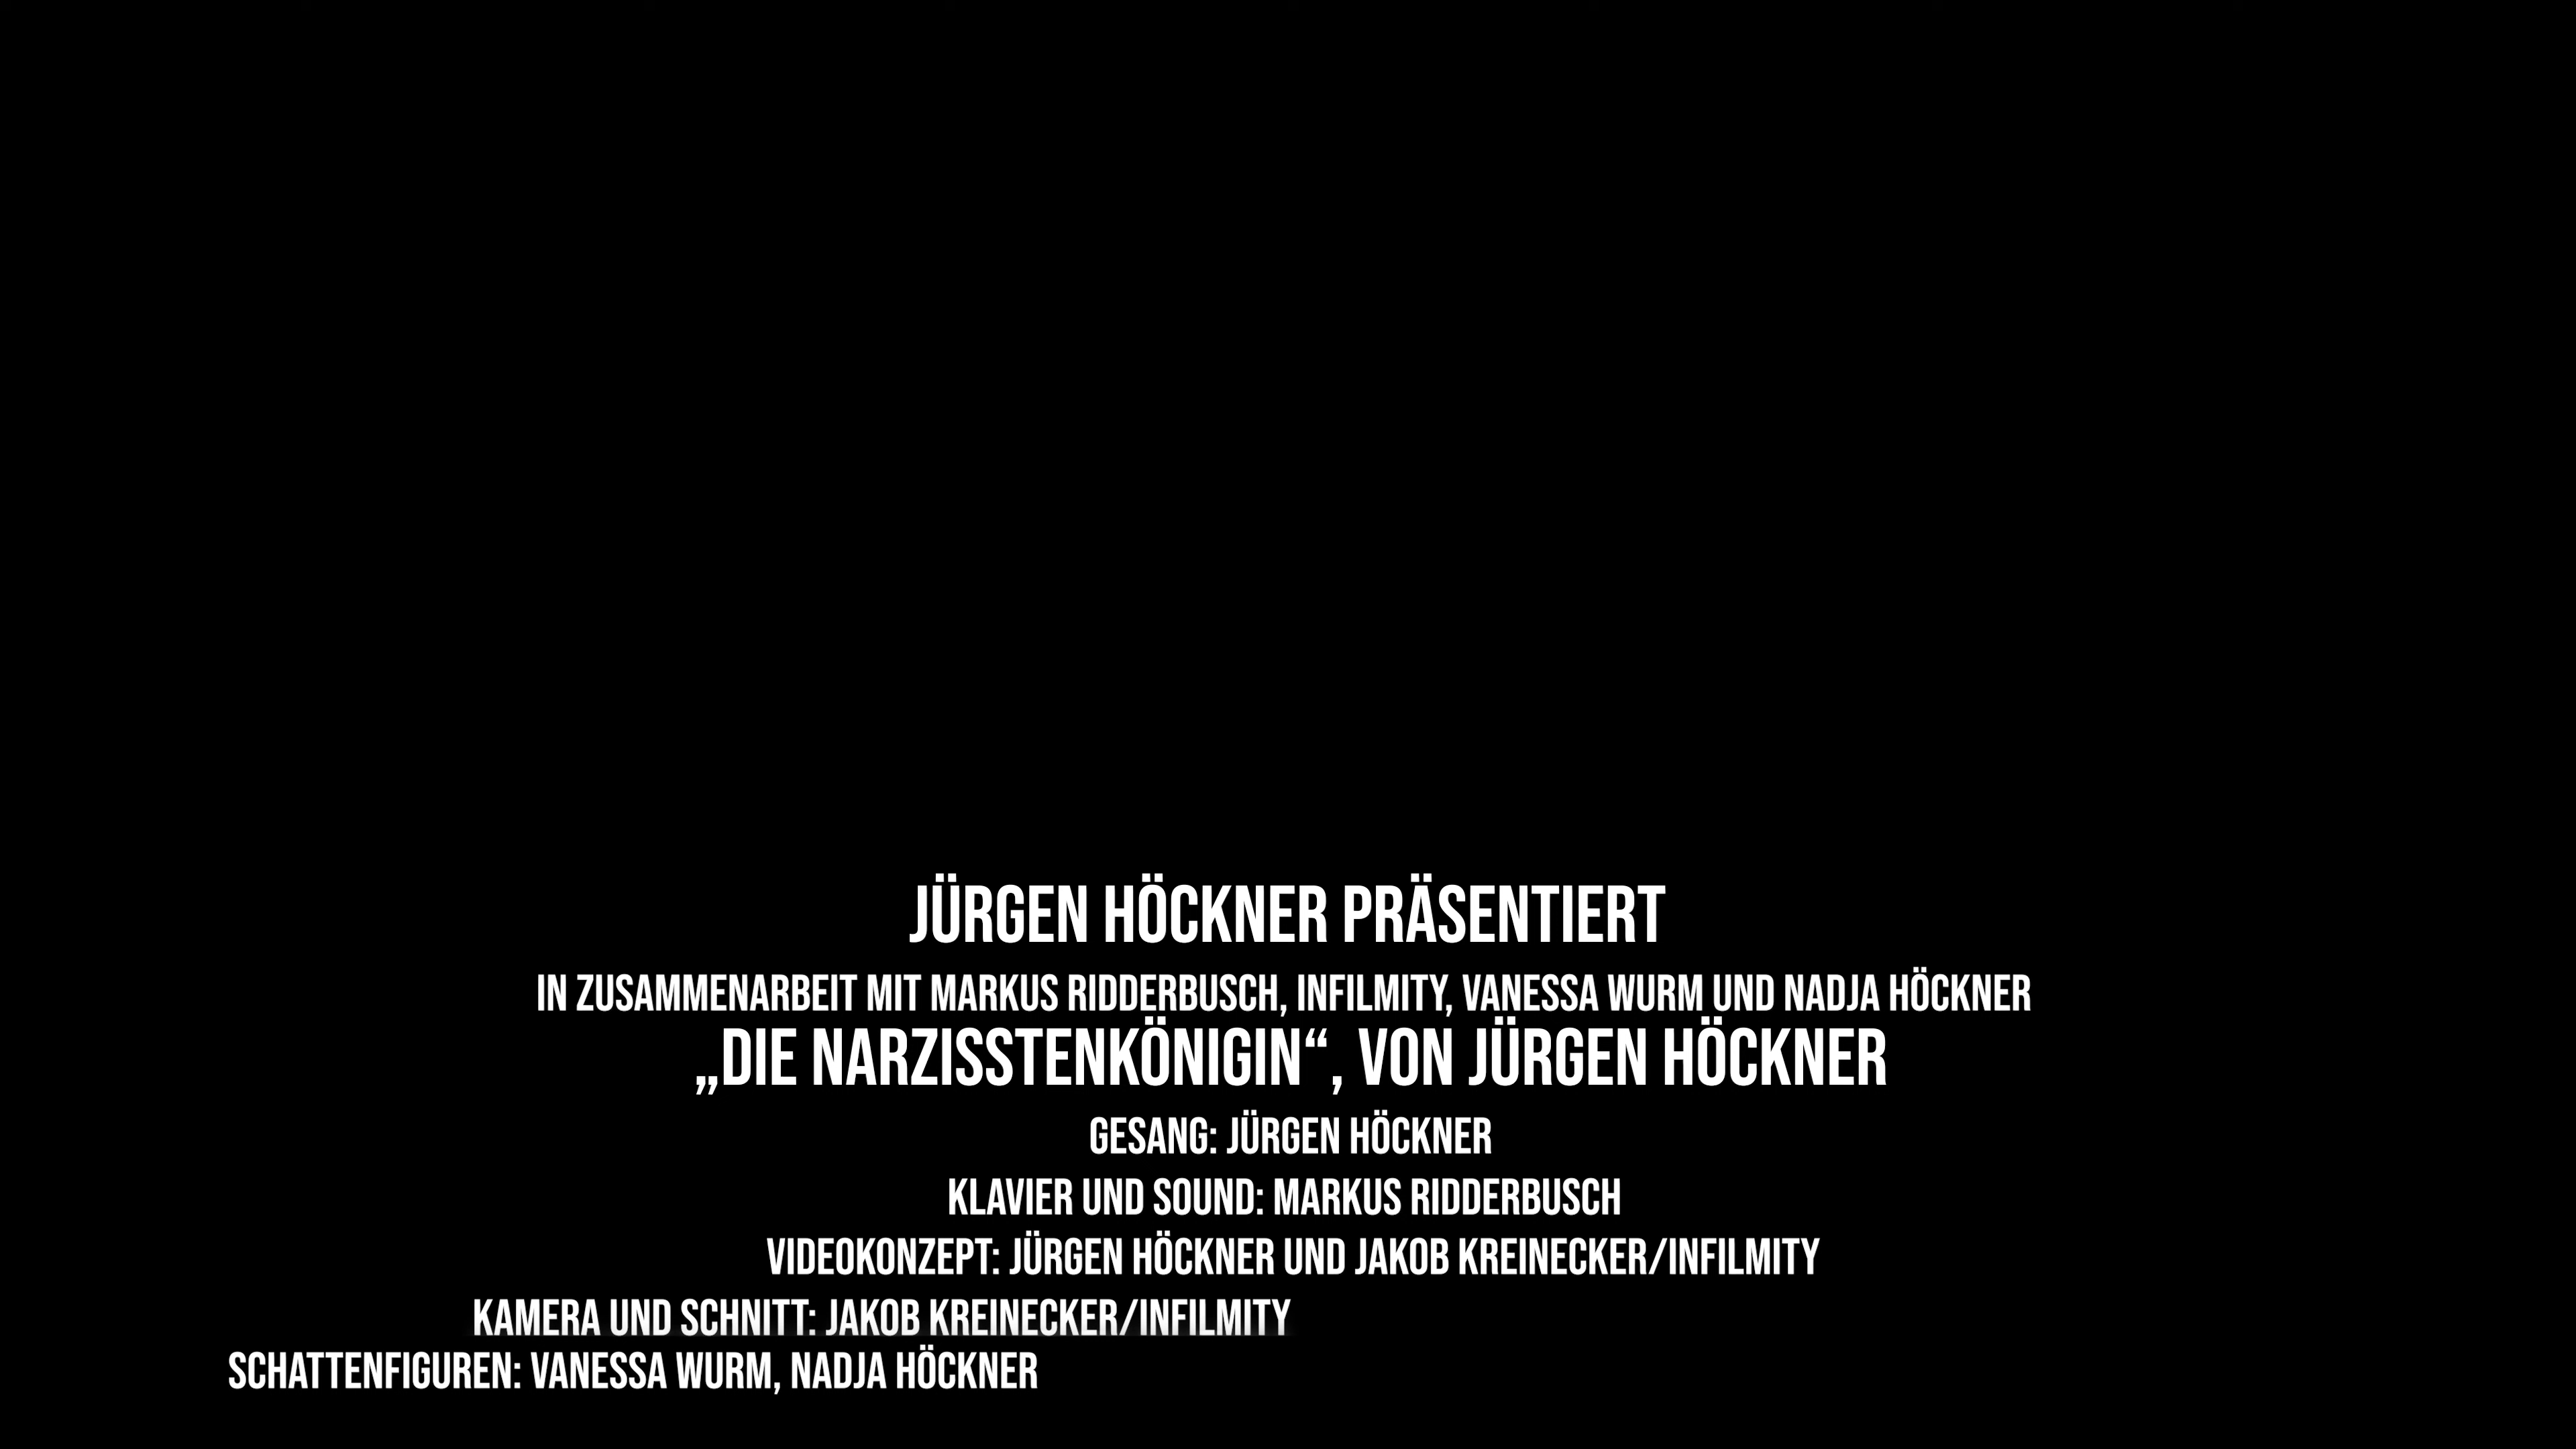 JÜRGEN HÖCKNER PRÄSENTIERT
IN ZUSAMMENARBEIT MIT MARKUS RIDDERBUSCH, INFILMITY, VANESSA WURM UND NADJA HÖCKNER
„DIE NARZISSTENKÖNIGIN“, VON JÜRGEN HÖCKNER
GESANG: JÜRGEN HÖCKNER
KLAVIER UND SOUND: MARKUS RIDDERBUSCH
VIDEOKONZEPT: JÜRGEN HÖCKNER UND JAKOB KREINECKER/INFILMITY
KAMERA UND SCHNITT: JAKOB KREINECKER/INFILMITY
SCHATTENFIGUREN: VANESSA WURM, NADJA HÖCKNER